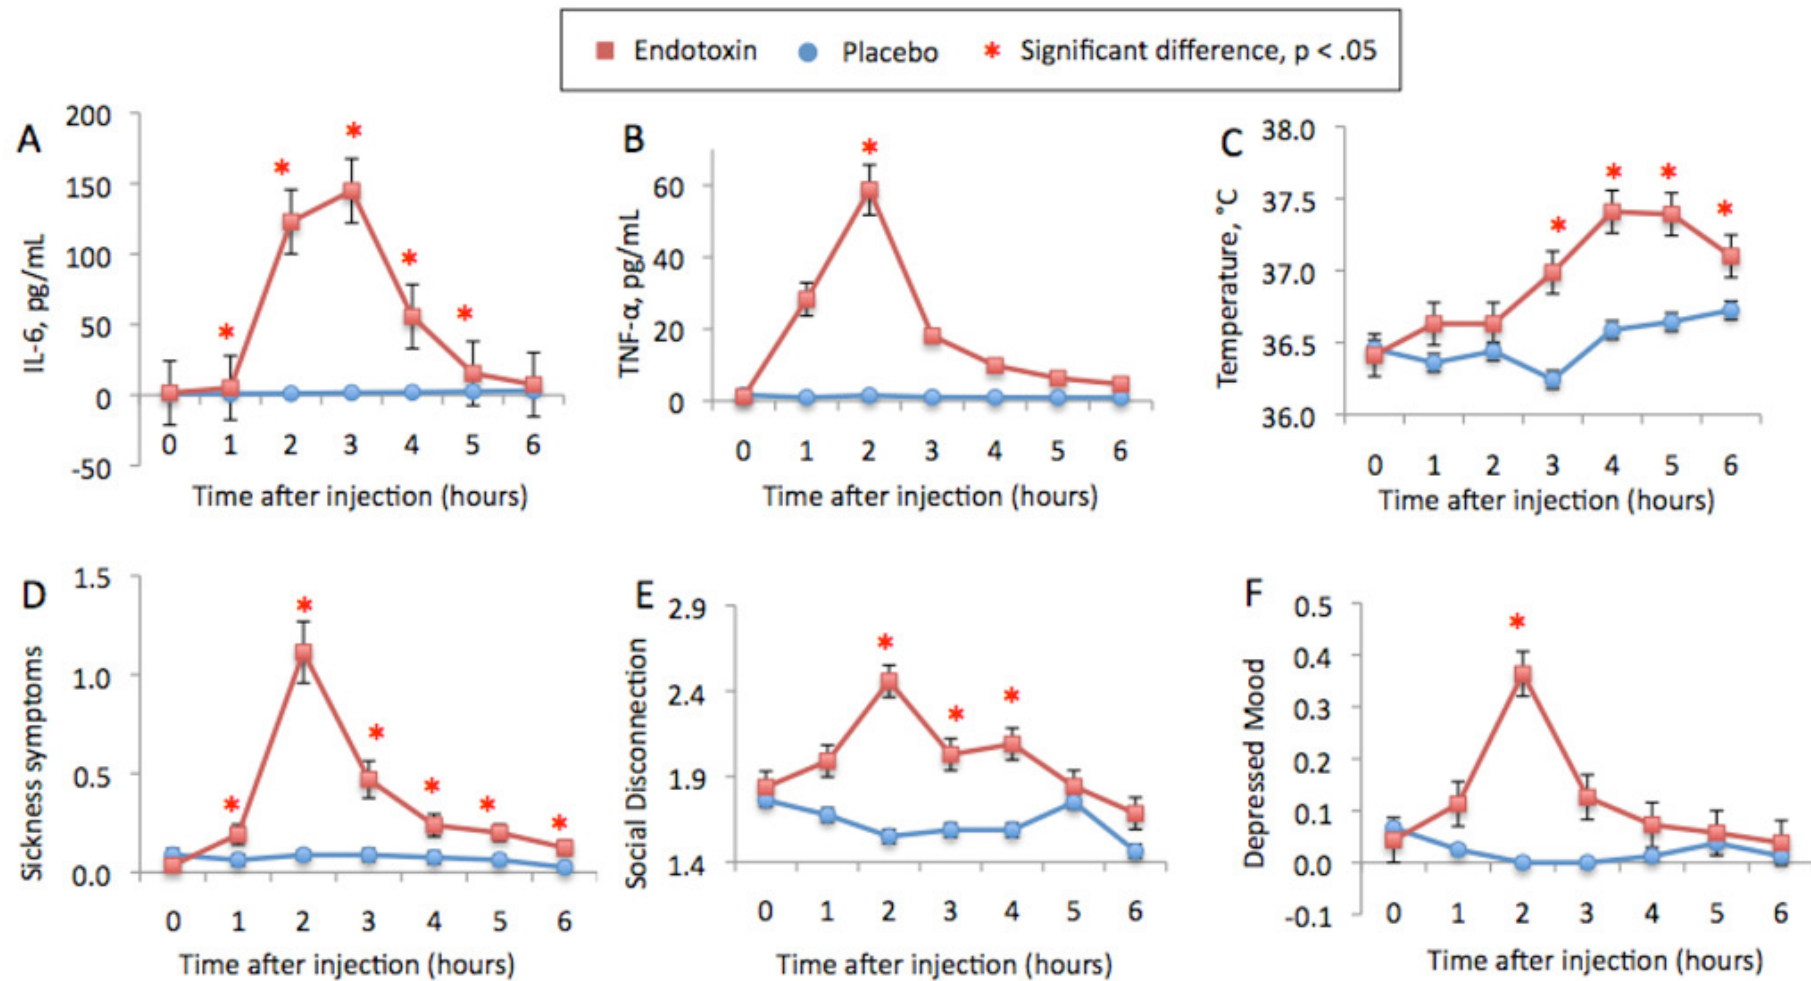 Endotoxin Placebo * Significant difference, p < .05
A
200
150
100
50
0
-50
IL-6, pg/mL
* * * * *
0 1 2 3 4 5 6
Time after injection (hours)
B
60
40
20
0
TNF-α, pg/mL
*
0 1 2 3 4 5 6
Time after injection (hours)
C
38.0
37.5
37.0
36.5
36.0
Temperature, °C
* * * *
0 1 2 3 4 5 6
Time after injection (hours)
D
1.5
1.0
0.5
0.0
Sickness symptoms
* * * * * *
0 1 2 3 4 5 6
Time after injection (hours)
E
2.9
2.4
1.9
1.4
Social Disconnection
* * *
0 1 2 3 4 5 6
Time after injection (hours)
F
0.5
0.4
0.3
0.2
0.1
0.0
-0.1
Depressed Mood
*
0 1 2 3 4 5 6
Time after injection (hours)